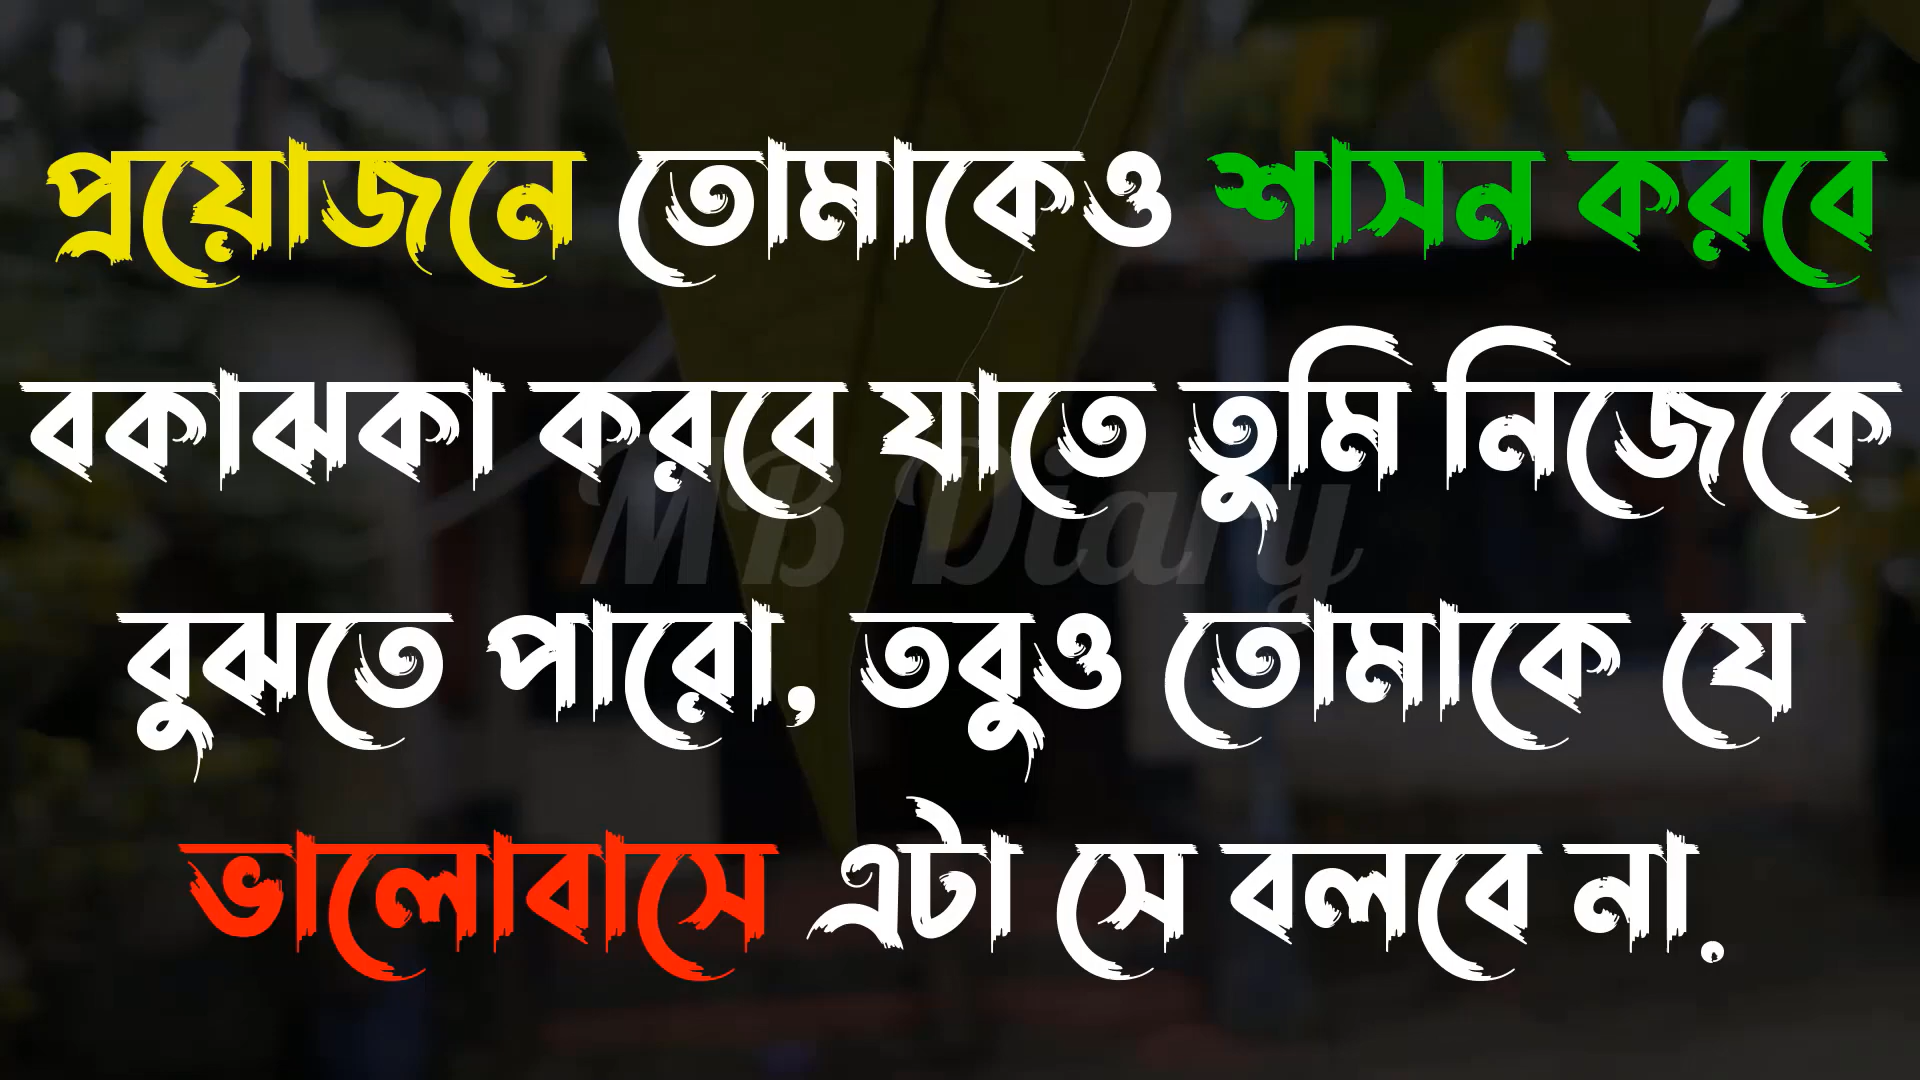 প্রয়োজনে তোমাকেও শাসন করবে
বকাঝকা করবে যাতে তুমি নিজেকে
MB Diary
বুঝতে পারো, তবুও তোমাকে যে
ভালোবাসে এটা সে বলবে না.